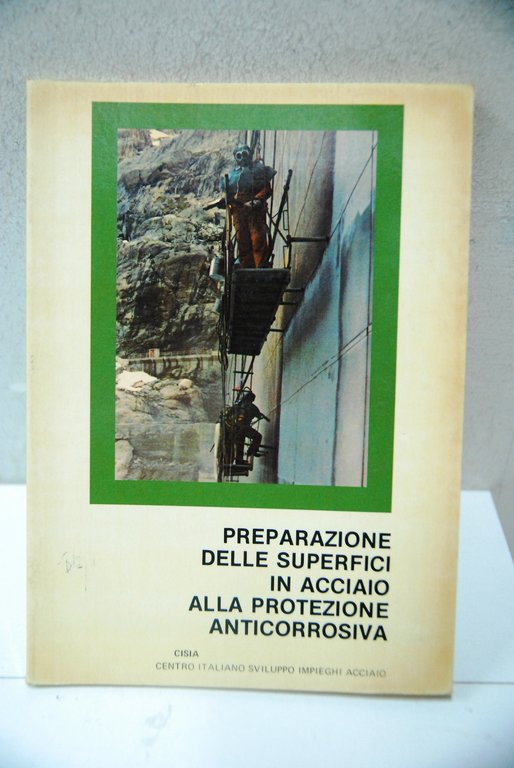 PREPARAZIONE
DELLE SUPERFICI
IN ACCIAIO
ALLA PROTEZIONE
ANTICORROSIVA
CISIA
CENTRO ITALIANO SVILUPPO IMPIEGHI ACCIAIO